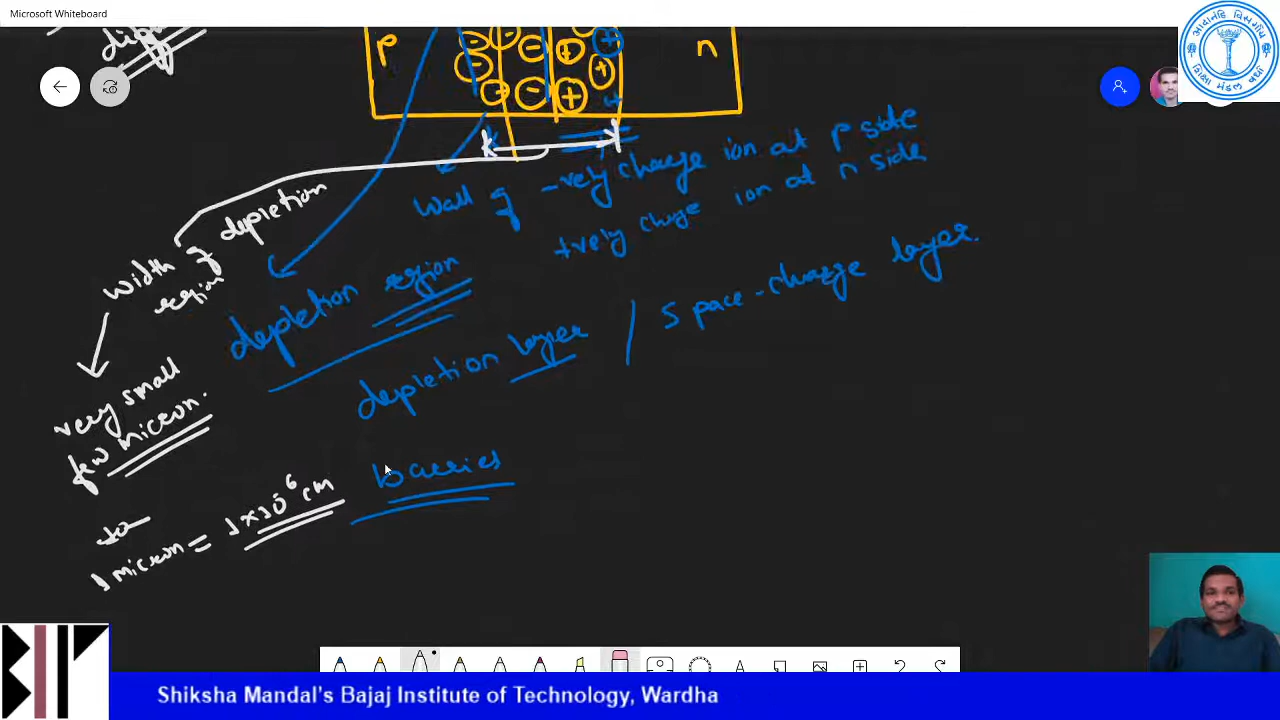 Microsoft Whiteboard
p
n
wall of -vely charge ion at p side
+vely charge ion at n side
width of depletion
region
depletion region
depletion layer / space-charge layer.
very small
few micron.
barrier
1 micron = 1×10⁶ cm
Shiksha Mandal's Bajaj Institute of Technology, Wardha